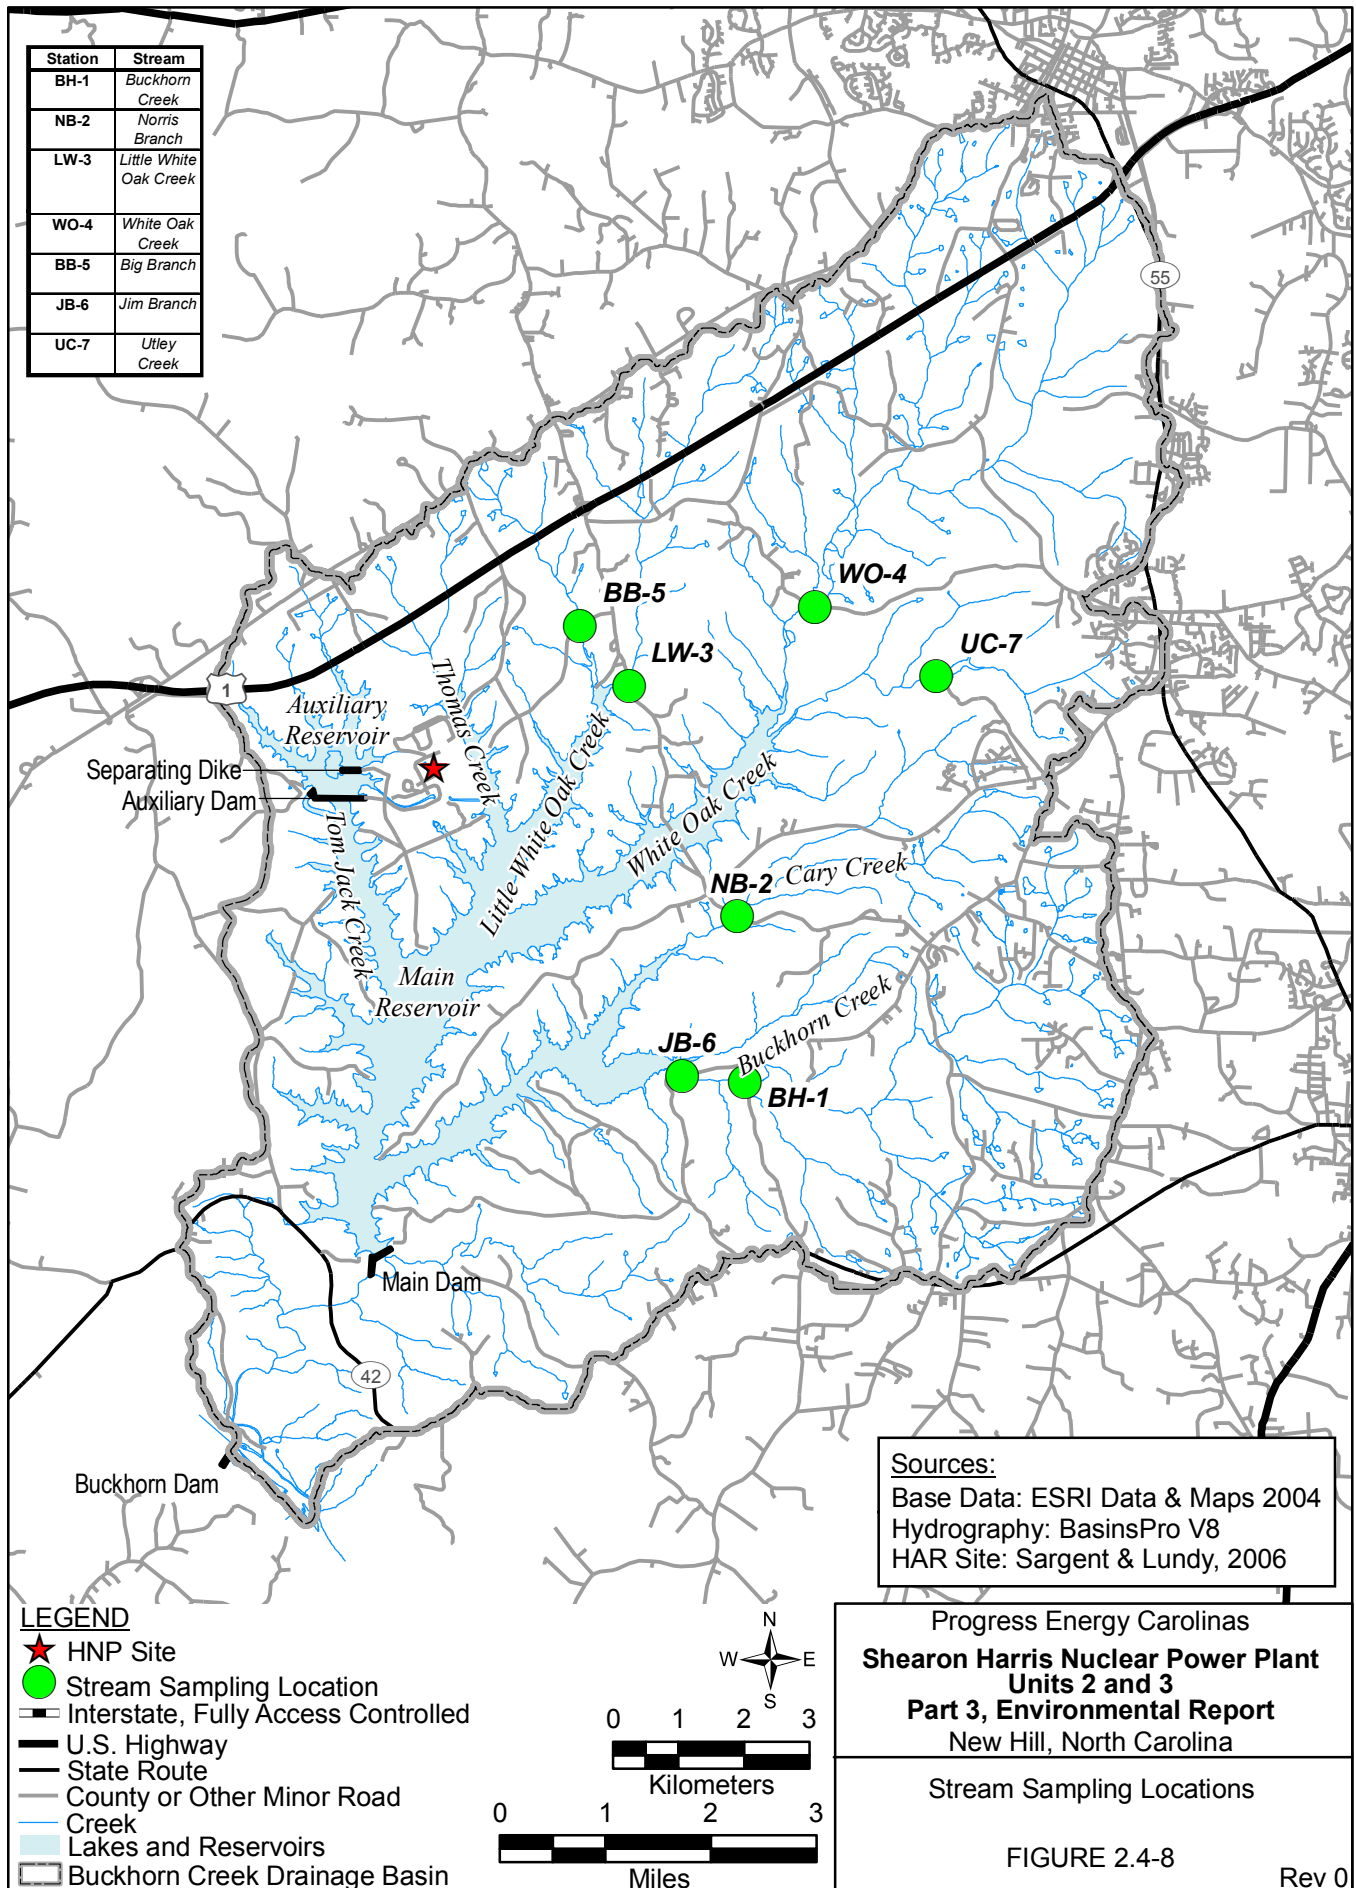 Station Stream
BH-1 Buckhorn
Creek
NB-2 Norris
Branch
LW-3 Little White
Oak Creek
WO-4 White Oak
Creek
BB-5 Big Branch
JB-6 Jim Branch
UC-7 Utley
Creek
55
WO-4
BB-5
LW-3
UC-7
1
Auxiliary
Reservoir
Thomas Creek
Separating Dike
Auxiliary Dam
Tom Jack Creek
Little White Oak Creek
White Oak Creek
NB-2
Cary Creek
Main
Reservoir
Buckhorn Creek
JB-6
BH-1
Main Dam
42
Buckhorn Dam
Sources:
Base Data: ESRI Data & Maps 2004
Hydrography: BasinsPro V8
HAR Site: Sargent & Lundy, 2006
LEGEND
HNP Site
Stream Sampling Location
Interstate, Fully Access Controlled
U.S. Highway
State Route
County or Other Minor Road
Creek
Lakes and Reservoirs
Buckhorn Creek Drainage Basin
N
W E
S
0 1 2 3
Kilometers
0 1 2 3
Miles
Progress Energy Carolinas
Shearon Harris Nuclear Power Plant
Units 2 and 3
Part 3, Environmental Report
New Hill, North Carolina
Stream Sampling Locations
FIGURE 2.4-8
Rev 0